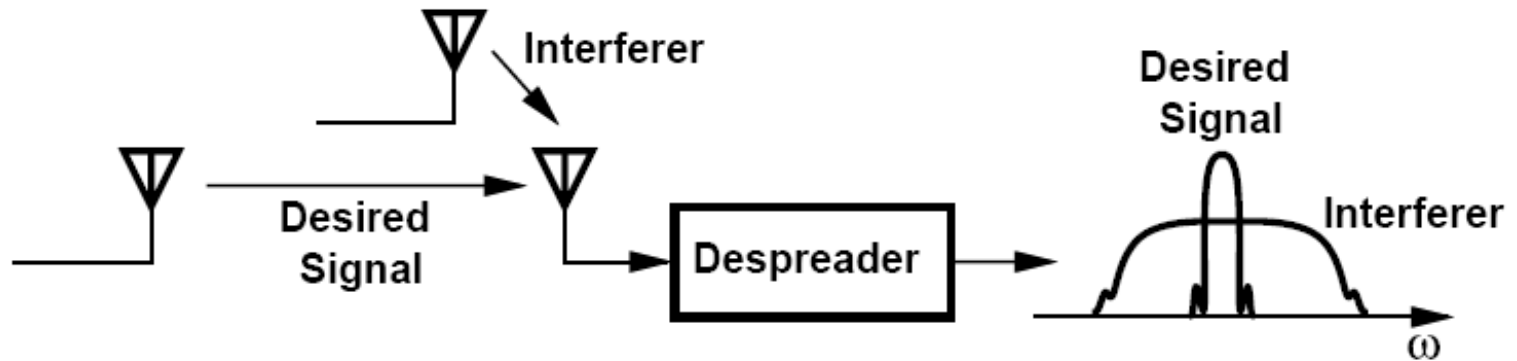 Interferer
Desired
Signal
Despreader
Desired
Signal
Interferer
ω